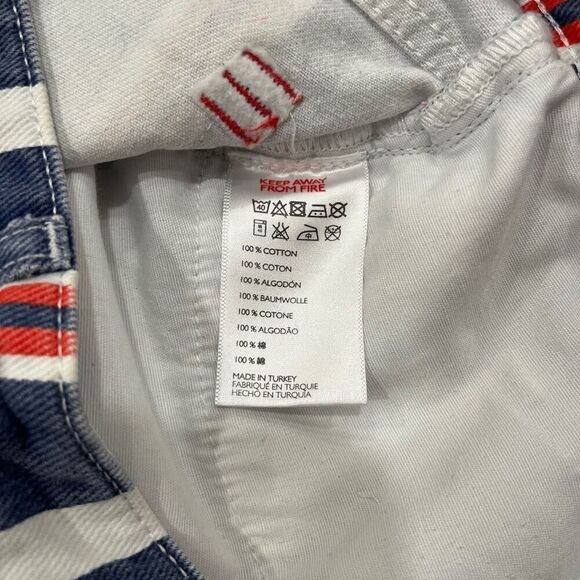 KEEP AWAY
FROM FIRE
40
100 % COTTON
100 % COTON
100 % ALGODÓN
100 % BAUMWOLLE
100 % COTONE
100 % ALGODÃO
100 % 棉
100 % 綿
MADE IN TURKEY
FABRIQUÉ EN TURQUIE
HECHO EN TURQUÍA